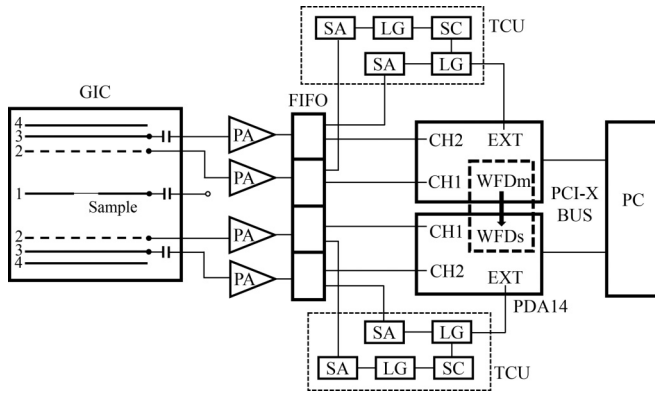 SA LG SC TCU
SA LG
GIC
FIFO
4
3
2
PA
CH2 EXT
PA
CH1 WFDm
1
Sample
PCI-X
BUS
PC
2
PA
CH1 WFDs
3
4
PA
CH2 EXT
PDA14
SA LG
SA LG SC TCU